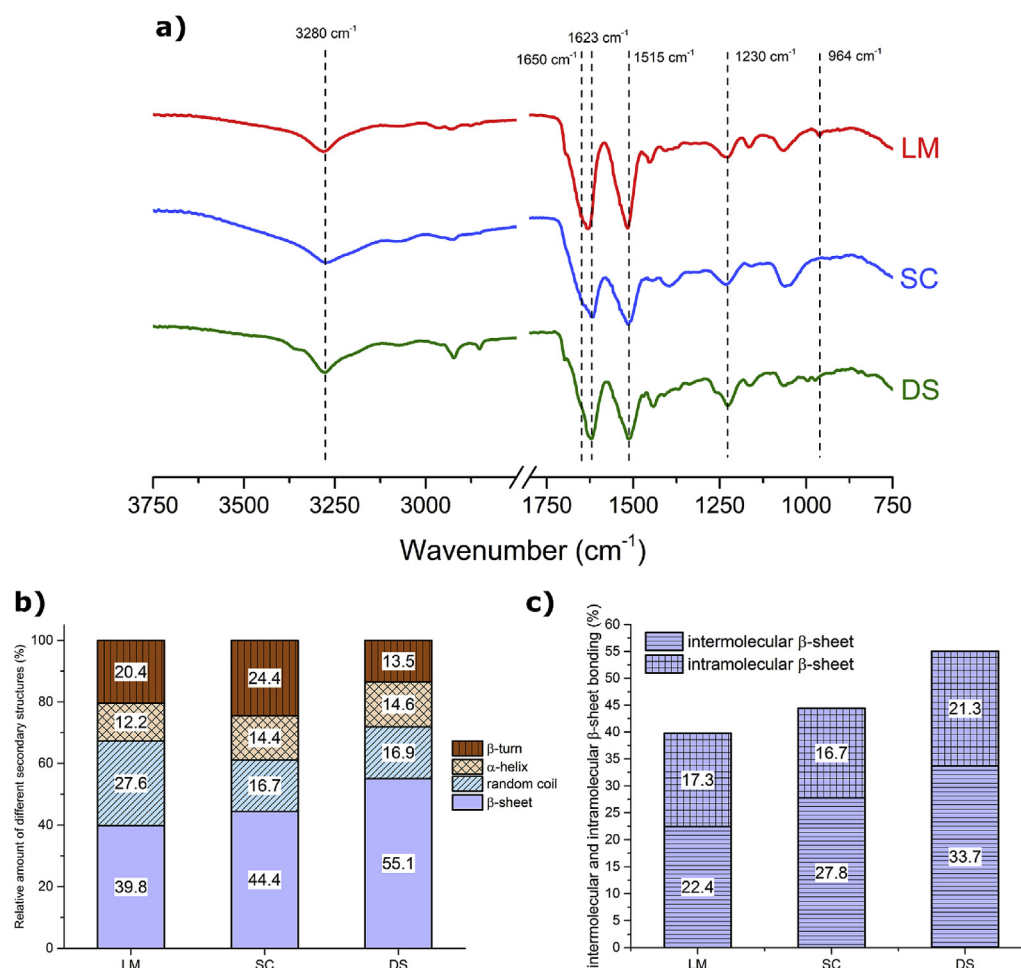 a)
3280 cm⁻¹
1623 cm⁻¹
1650 cm⁻¹
1515 cm⁻¹
1230 cm⁻¹
964 cm⁻¹
LM
SC
DS
3750 3500 3250 3000 1750 1500 1250 1000 750
Wavenumber (cm⁻¹)
b)
Relative amount of different secondary structures (%)
100
80
60
40
20
0
20.4
12.2
27.6
39.8
24.4
14.4
16.7
44.4
13.5
14.6
16.9
55.1
β-turn
α-helix
random coil
β-sheet
LM SC DS
c)
intermolecular and intramolecular β-sheet bonding (%)
60
55
50
45
40
35
30
25
20
15
10
5
0
intermolecular β-sheet
intramolecular β-sheet
17.3
22.4
16.7
27.8
21.3
33.7
LM SC DS